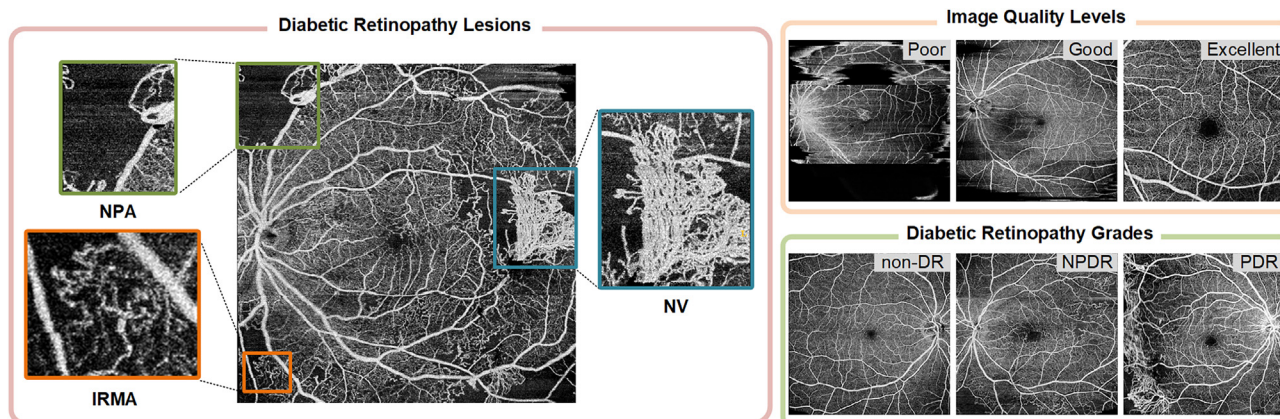 Diabetic Retinopathy Lesions
NPA
IRMA
NV
Image Quality Levels
Poor
Good
Excellent
Diabetic Retinopathy Grades
non-DR
NPDR
PDR